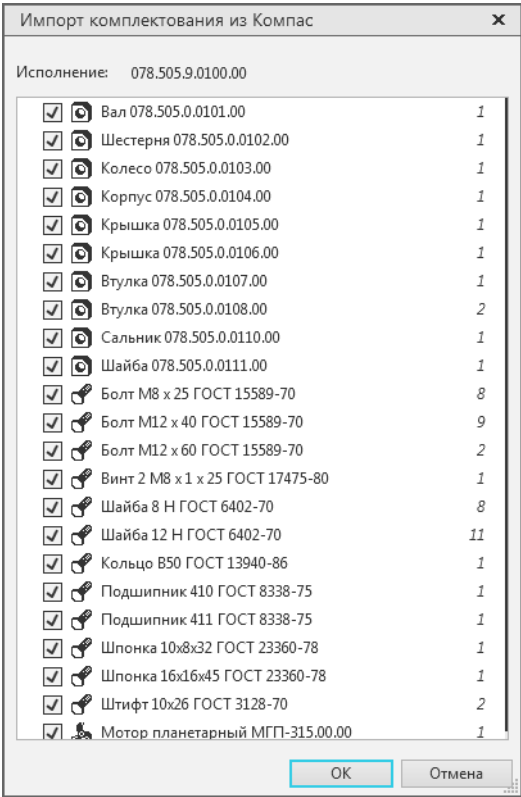 Импорт комплектования из Компас
Исполнение: 078.505.9.0100.00
Вал 078.505.0.0101.00 1
Шестерня 078.505.0.0102.00 1
Колесо 078.505.0.0103.00 1
Корпус 078.505.0.0104.00 1
Крышка 078.505.0.0105.00 1
Крышка 078.505.0.0106.00 1
Втулка 078.505.0.0107.00 1
Втулка 078.505.0.0108.00 2
Сальник 078.505.0.0110.00 1
Шайба 078.505.0.0111.00 1
Болт М8 х 25 ГОСТ 15589-70 8
Болт М12 х 40 ГОСТ 15589-70 9
Болт М12 х 60 ГОСТ 15589-70 2
Винт 2 М8 х 1 х 25 ГОСТ 17475-80 1
Шайба 8 Н ГОСТ 6402-70 8
Шайба 12 Н ГОСТ 6402-70 11
Кольцо В50 ГОСТ 13940-86 1
Подшипник 410 ГОСТ 8338-75 1
Подшипник 411 ГОСТ 8338-75 1
Шпонка 10х8х32 ГОСТ 23360-78 1
Шпонка 16х16х45 ГОСТ 23360-78 1
Штифт 10х26 ГОСТ 3128-70 2
Мотор планетарный МГП-315.00.00 1
ОК Отмена